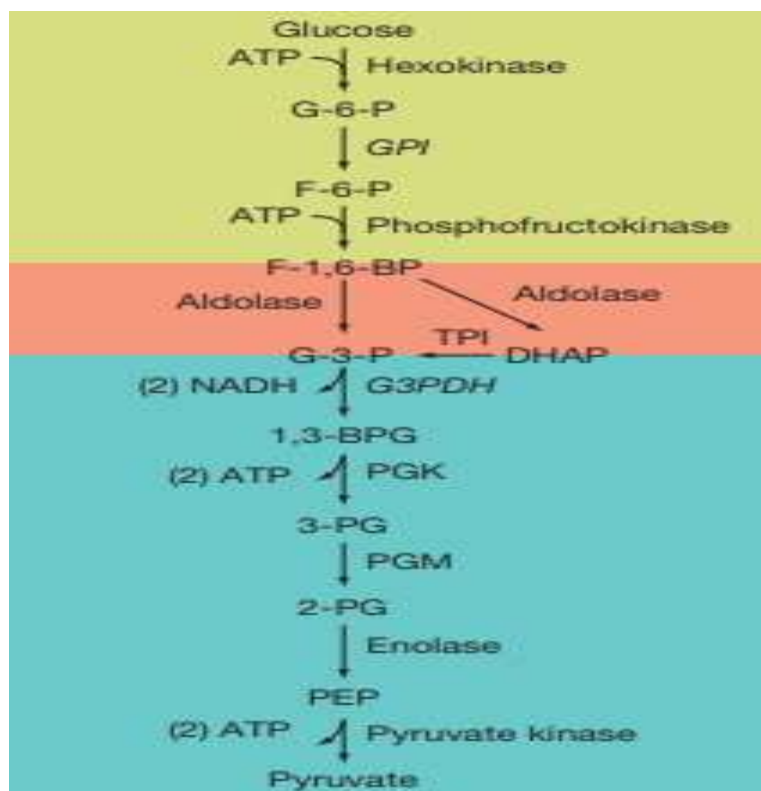 Glucose
ATP Hexokinase
G-6-P
GPI
F-6-P
ATP Phosphofructokinase
F-1,6-BP
Aldolase Aldolase
TPI
G-3-P DHAP
(2) NADH G3PDH
1,3-BPG
(2) ATP PGK
3-PG
PGM
2-PG
Enolase
PEP
(2) ATP Pyruvate kinase
Pyruvate